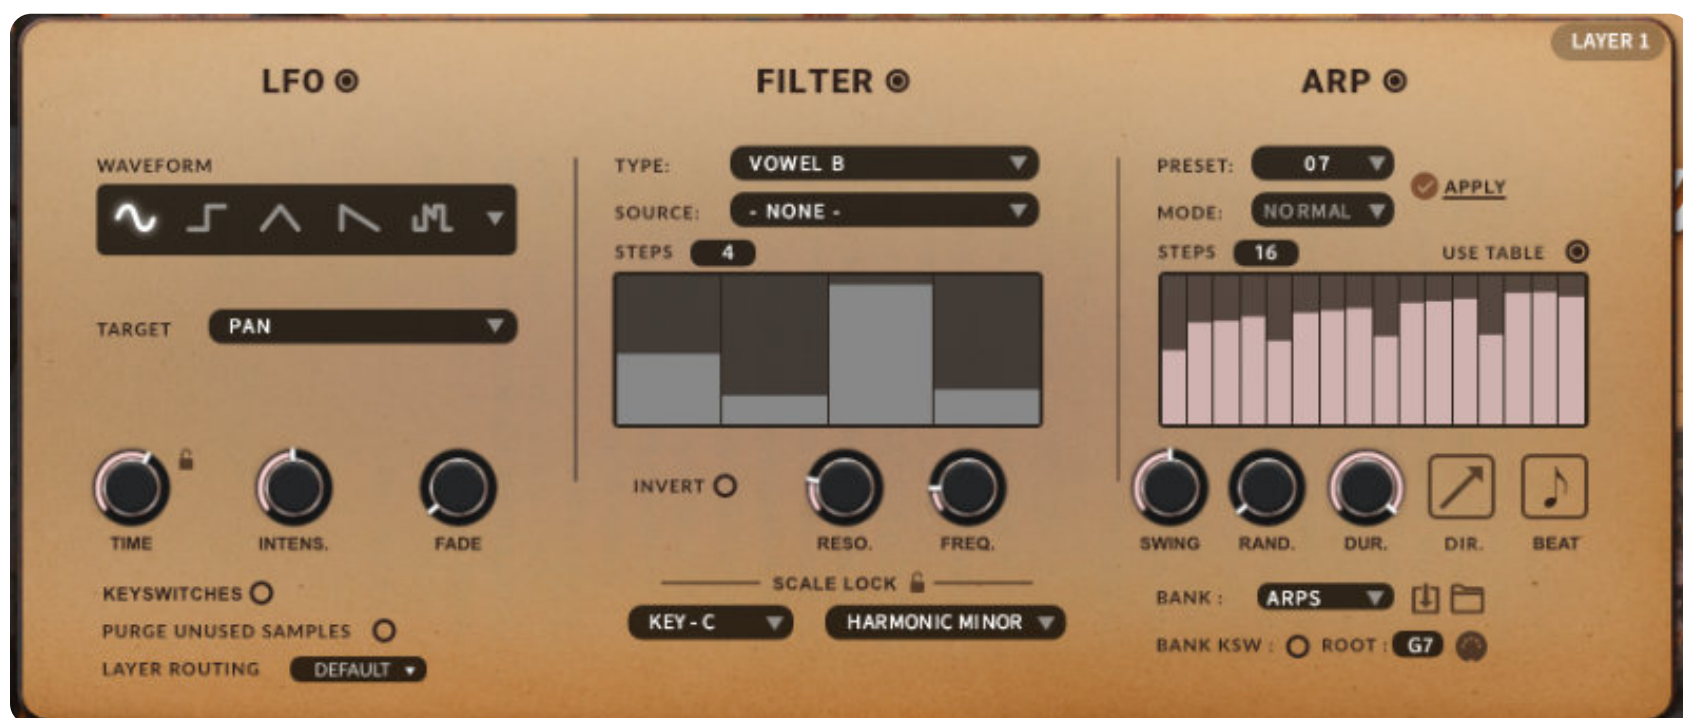 LAYER 1
LFO
WAVEFORM
TARGET PAN
TIME INTENS. FADE
KEYSWITCHES
PURGE UNUSED SAMPLES
LAYER ROUTING DEFAULT
FILTER
TYPE: VOWEL B
SOURCE: - NONE -
STEPS 4
INVERT
RESO. FREQ.
SCALE LOCK
KEY - C HARMONIC MINOR
ARP
PRESET: 07
APPLY
MODE: NORMAL
STEPS 16 USE TABLE
SWING RAND. DUR. DIR. BEAT
BANK : ARPS
BANK KSW : ROOT : G7